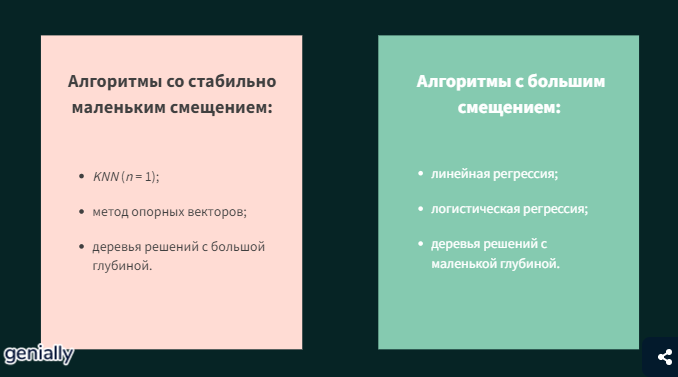 Алгоритмы со стабильно
маленьким смещением:
• KNN (n = 1);
• метод опорных векторов;
• деревья решений с большой
глубиной.
Алгоритмы с большим
смещением:
• линейная регрессия;
• логистическая регрессия;
• деревья решений с
маленькой глубиной.
genially